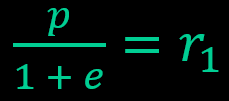 p/(1 + e) = r₁